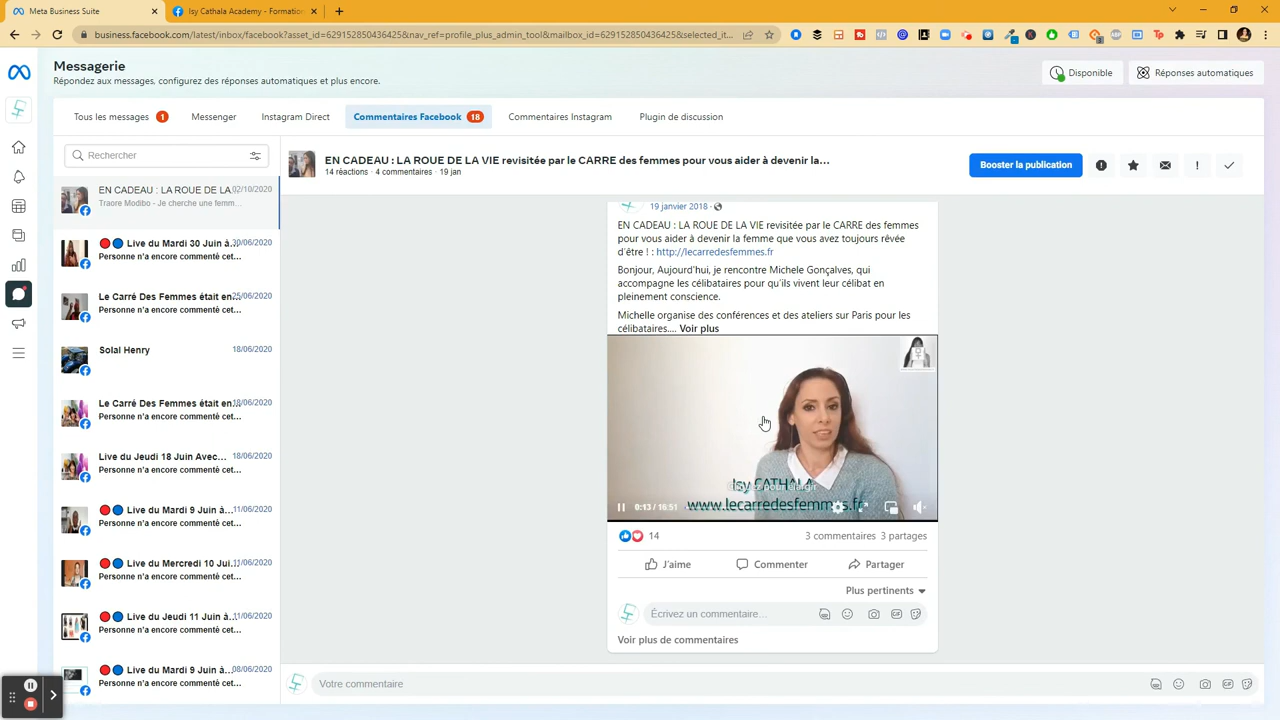 Meta Business Suite
Isy Cathala Academy - Formation
business.facebook.com/latest/inbox/facebook?asset_id=629152850436425&nav_ref=profile_plus_admin_tool&mailbox_id=629152850436425&selected_it...
Messagerie
Répondez aux messages, configurez des réponses automatiques et plus encore.
Disponible
Réponses automatiques
Tous les messages 1
Messenger
Instagram Direct
Commentaires Facebook 18
Commentaires Instagram
Plugin de discussion
Rechercher
EN CADEAU : LA ROUE DE LA... 02/10/2020
Traore Modibo - Je cherche une femm...
Live du Mardi 30 Juin à... 30/06/2020
Personne n'a encore commenté cet...
Le Carré Des Femmes était en... 25/06/2020
Personne n'a encore commenté cet...
Solal Henry 18/06/2020
Le Carré Des Femmes était en... 18/06/2020
Personne n'a encore commenté cet...
Live du Jeudi 18 Juin Avec... 18/06/2020
Personne n'a encore commenté cet...
Live du Mardi 9 Juin à... 11/06/2020
Personne n'a encore commenté cet...
Live du Mercredi 10 Jui... 11/06/2020
Personne n'a encore commenté cet...
Live du Jeudi 11 Juin à... 11/06/2020
Personne n'a encore commenté cet...
Live du Mardi 9 Juin à... 08/06/2020
Personne n'a encore commenté cet...
EN CADEAU : LA ROUE DE LA VIE revisitée par le CARRE des femmes pour vous aider à devenir la...
14 réactions • 4 commentaires • 19 jan
Booster la publication
19 janvier 2018
EN CADEAU : LA ROUE DE LA VIE revisitée par le CARRE des femmes
pour vous aider à devenir la femme que vous avez toujours rêvée
d'être ! : http://lecarredesfemmes.fr
Bonjour, Aujourd'hui, je rencontre Michele Gonçalves, qui
accompagne les célibataires pour qu'ils vivent leur célibat en
pleinement conscience.
Michelle organise des conférences et des ateliers sur Paris pour les
célibataires.... Voir plus
Isy CATHALA
www.lecarredesfemmes.fr
0:13 / 16:51
14
3 commentaires 3 partages
J'aime
Commenter
Partager
Plus pertinents
Écrivez un commentaire...
Voir plus de commentaires
Votre commentaire